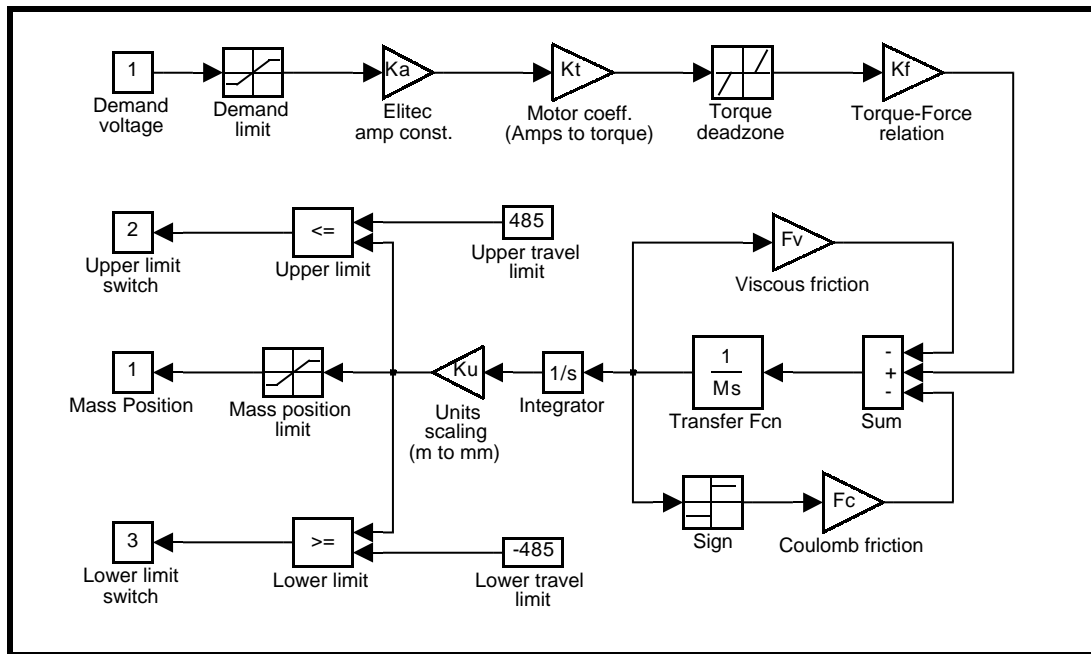 1
Demand
voltage
Demand
limit
Ka
Elitec
amp const.
Kt
Motor coeff.
(Amps to torque)
Torque
deadzone
Kf
Torque-Force
relation
2
Upper limit
switch
<=
Upper limit
485
Upper travel
limit
Fv
Viscous friction
1
Mass Position
Mass position
limit
Ku
Units
scaling
(m to mm)
1/s
Integrator
1
Ms
Transfer Fcn
-
+
-
Sum
3
Lower limit
switch
>=
Lower limit
-485
Lower travel
limit
Sign
Fc
Coulomb friction